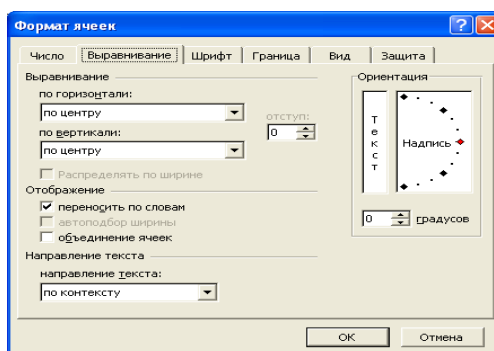 Формат ячеек
Число Выравнивание Шрифт Граница Вид Защита
Выравнивание
по горизонтали:
по центру
отступ:
0
по вертикали:
по центру
Распределять по ширине
Отображение
переносить по словам
автоподбор ширины
объединение ячеек
Направление текста
направление текста:
по контексту
Ориентация
Текст
Надпись
0 градусов
ОК Отмена